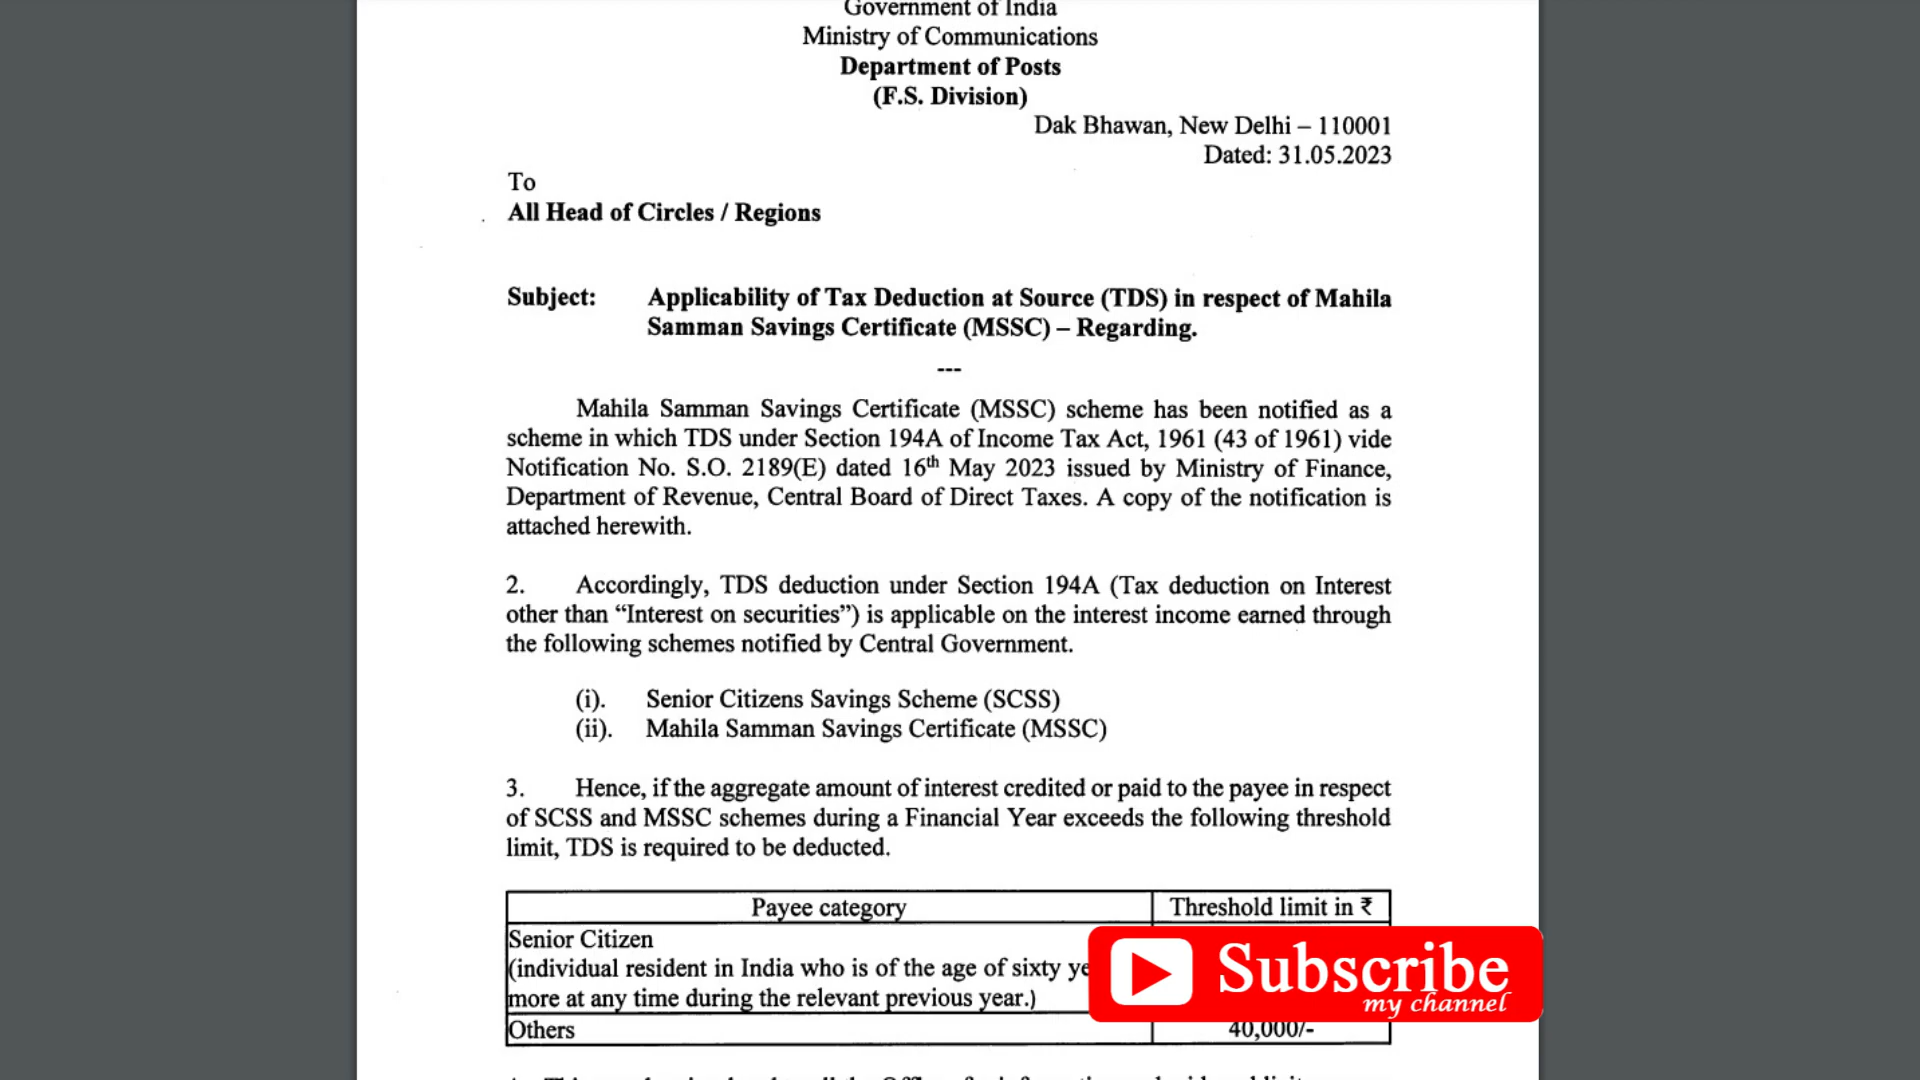 Government of India
Ministry of Communications
Department of Posts
(F.S. Division)
Dak Bhawan, New Delhi – 110001
Dated: 31.05.2023
To
All Head of Circles / Regions
Subject: Applicability of Tax Deduction at Source (TDS) in respect of Mahila
Samman Savings Certificate (MSSC) – Regarding.
---
Mahila Samman Savings Certificate (MSSC) scheme has been notified as a
scheme in which TDS under Section 194A of Income Tax Act, 1961 (43 of 1961) vide
Notification No. S.O. 2189(E) dated 16th May 2023 issued by Ministry of Finance,
Department of Revenue, Central Board of Direct Taxes. A copy of the notification is
attached herewith.
2. Accordingly, TDS deduction under Section 194A (Tax deduction on Interest
other than “Interest on securities”) is applicable on the interest income earned through
the following schemes notified by Central Government.
(i). Senior Citizens Savings Scheme (SCSS)
(ii). Mahila Samman Savings Certificate (MSSC)
3. Hence, if the aggregate amount of interest credited or paid to the payee in respect
of SCSS and MSSC schemes during a Financial Year exceeds the following threshold
limit, TDS is required to be deducted.
Payee category Threshold limit in ₹
Senior Citizen
(individual resident in India who is of the age of sixty
more at any time during the relevant previous year.)
Others 40,000/-
Subscribe
my channel